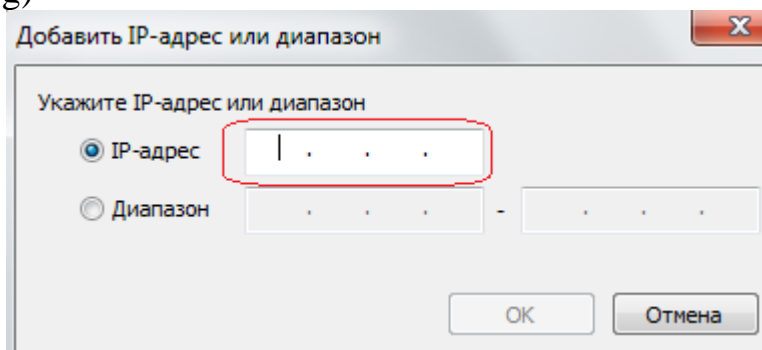 g)
Добавить IP-адрес или диапазон
Укажите IP-адрес или диапазон
IP-адрес . . .
Диапазон . . . - . . .
OK Отмена